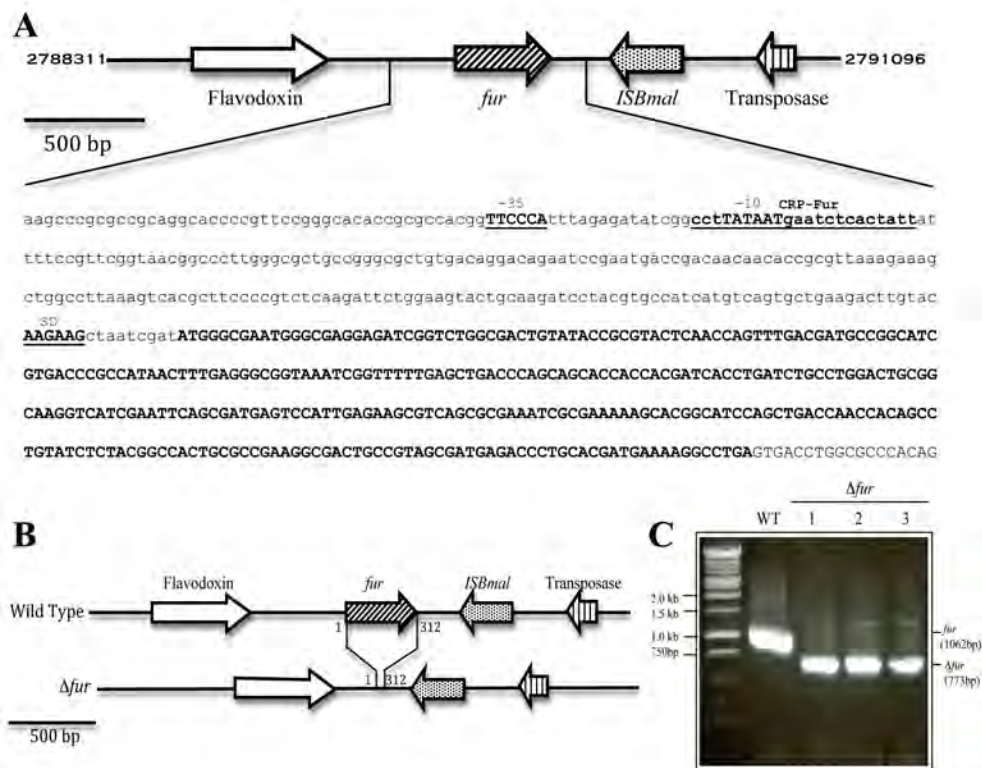 A
2788311
2791096
Flavodoxin
fur
ISBmal
Transposase
500 bp
-35
-10
CRP-Fur
aagcccgcgccgcaggcaccccgttccgggcacaccgcgccacggTTCCCAtttagagatatcggcctTATAATgaatctcactattat
tttccgttcggtaacggcccttgggcgctgccgggcgctgtgacaggacagaatccgaatgaccgacaacaacaccgcgttaaagaaag
ctggccttaaagtcacgcttccccgtctcaagattctggaagtactgcaagatcctacgtgccatcatgtcagtgctgaagacttgtac
SD
AAGAAGctaatcgatATGGGCGAATGGGCGAGGAGATCGGTCTGGCGACTGTATACCGCGTACTCAACCAGTTTGACGATGCCGGCATC
GTGACCCGCCATAACTTTGAGGGCGGTAAATCGGTTTTTGAGCTGACCCAGCAGCACCACCACGATCACCTGATCTGCCTGGACTGCGG
CAAGGTCATCGAATTCAGCGATGAGTCCATTGAGAAGCGTCAGCGCGAAATCGCGAAAAAGCACGGCATCCAGCTGACCAACCACAGCC
TGTATCTCTACGGCCACTGCGCCGAAGGCGACTGCCGTAGCGATGAGACCCTGCACGATGAAAAGGCCTGAGTGACCTGGCGCCCACAG
B
Flavodoxin
fur
ISBmal
Transposase
Wild Type
1
312
Δfur
1
312
500 bp
C
Δfur
WT
1
2
3
2.0 kb
1.5 kb
1.0 kb
750bp
fur
(1062bp)
Δfur
(773bp)